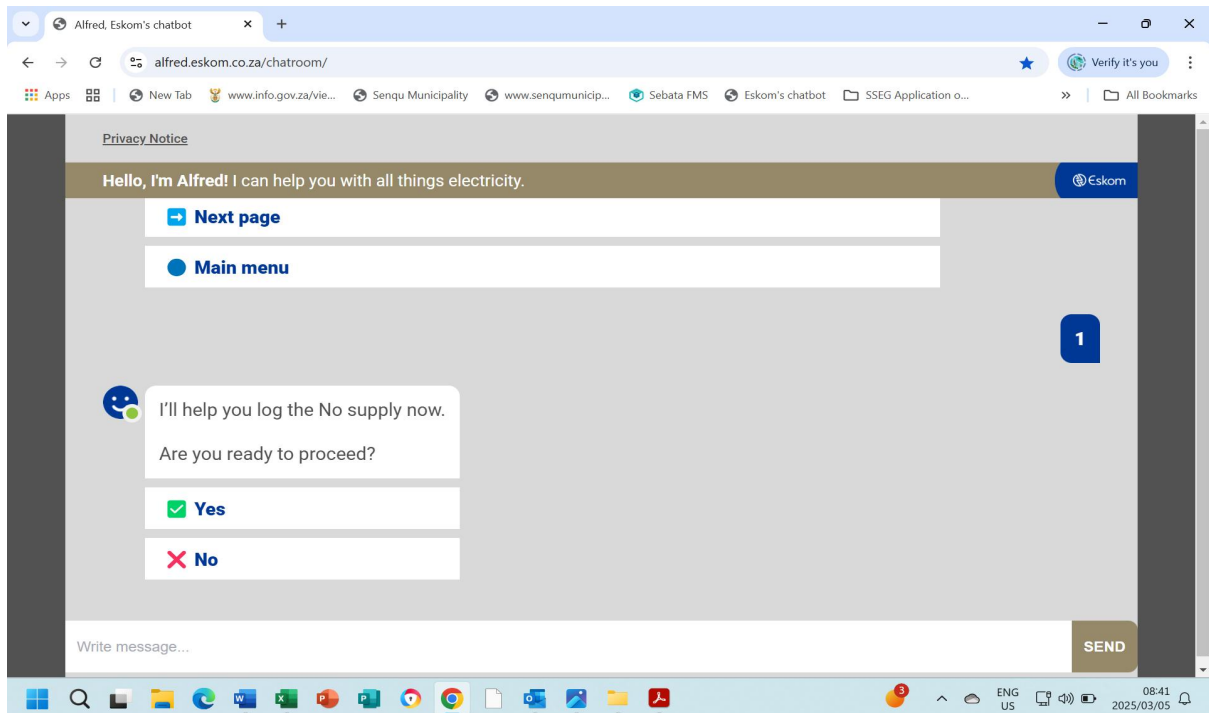 Alfred, Eskom's chatbot
alfred.eskom.co.za/chatroom/
Verify it's you
Apps
New Tab
www.info.gov.za/vie...
Senqu Municipality
www.senqumunicip...
Sebata FMS
Eskom's chatbot
SSEG Application o...
All Bookmarks
Privacy Notice
Hello, I'm Alfred! I can help you with all things electricity.
Eskom
Next page
Main menu
1
I'll help you log the No supply now.
Are you ready to proceed?
Yes
No
Write message...
SEND
3
ENG
US
08:41
2025/03/05